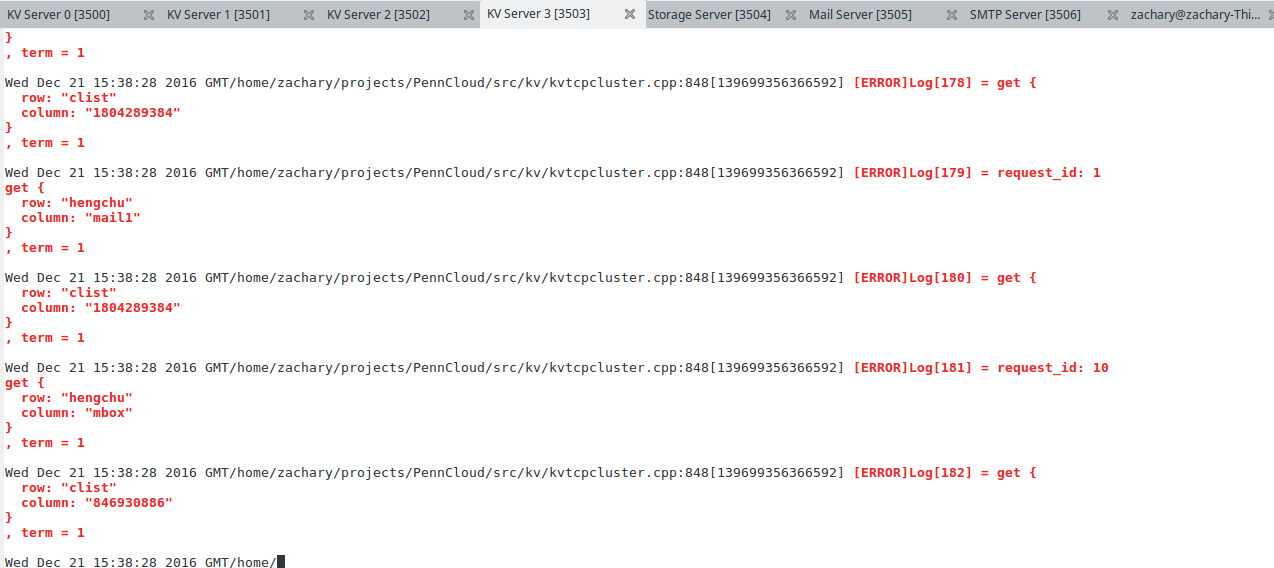 KV Server 0 [3500] KV Server 1 [3501] KV Server 2 [3502] KV Server 3 [3503] Storage Server [3504] Mail Server [3505] SMTP Server [3506] zachary@zachary-Thi...
}
, term = 1
Wed Dec 21 15:38:28 2016 GMT/home/zachary/projects/PennCloud/src/kv/kvtcpcluster.cpp:848[139699356366592] [ERROR]Log[178] = get {
row: "clist"
column: "1804289384"
}
, term = 1
Wed Dec 21 15:38:28 2016 GMT/home/zachary/projects/PennCloud/src/kv/kvtcpcluster.cpp:848[139699356366592] [ERROR]Log[179] = request_id: 1
get {
row: "hengchu"
column: "mail1"
}
, term = 1
Wed Dec 21 15:38:28 2016 GMT/home/zachary/projects/PennCloud/src/kv/kvtcpcluster.cpp:848[139699356366592] [ERROR]Log[180] = get {
row: "clist"
column: "1804289384"
}
, term = 1
Wed Dec 21 15:38:28 2016 GMT/home/zachary/projects/PennCloud/src/kv/kvtcpcluster.cpp:848[139699356366592] [ERROR]Log[181] = request_id: 10
get {
row: "hengchu"
column: "mbox"
}
, term = 1
Wed Dec 21 15:38:28 2016 GMT/home/zachary/projects/PennCloud/src/kv/kvtcpcluster.cpp:848[139699356366592] [ERROR]Log[182] = get {
row: "clist"
column: "846930886"
}
, term = 1
Wed Dec 21 15:38:28 2016 GMT/home/